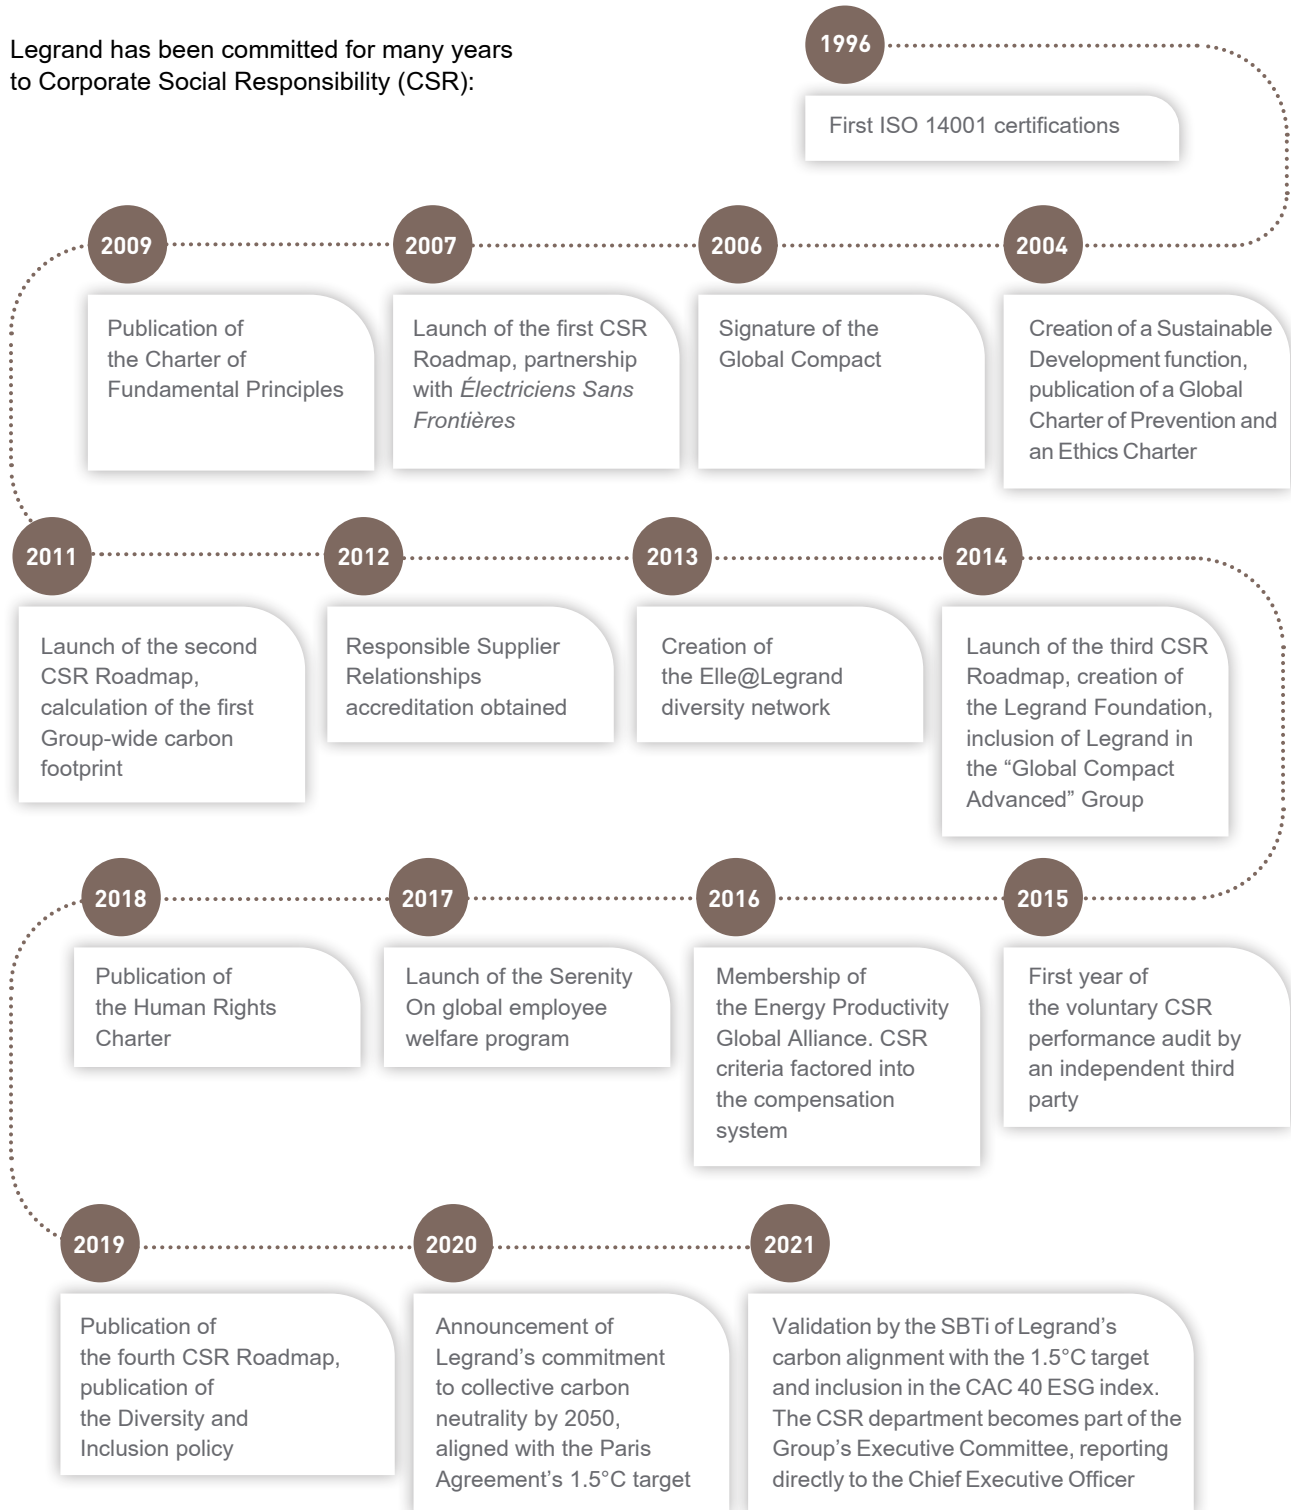 Legrand has been committed for many years
to Corporate Social Responsibility (CSR):
1996
First ISO 14001 certifications
2004
Creation of a Sustainable
Development function,
publication of a Global
Charter of Prevention and
an Ethics Charter
2006
Signature of the
Global Compact
2007
Launch of the first CSR
Roadmap, partnership
with Électriciens Sans
Frontières
2009
Publication of
the Charter of
Fundamental Principles
2011
Launch of the second
CSR Roadmap,
calculation of the first
Group-wide carbon
footprint
2012
Responsible Supplier
Relationships
accreditation obtained
2013
Creation of
the Elle@Legrand
diversity network
2014
Launch of the third CSR
Roadmap, creation of
the Legrand Foundation,
inclusion of Legrand in
the “Global Compact
Advanced” Group
2015
First year of
the voluntary CSR
performance audit by
an independent third
party
2016
Membership of
the Energy Productivity
Global Alliance. CSR
criteria factored into
the compensation
system
2017
Launch of the Serenity
On global employee
welfare program
2018
Publication of
the Human Rights
Charter
2019
Publication of
the fourth CSR Roadmap,
publication of
the Diversity and
Inclusion policy
2020
Announcement of
Legrand’s commitment
to collective carbon
neutrality by 2050,
aligned with the Paris
Agreement’s 1.5°C target
2021
Validation by the SBTi of Legrand’s
carbon alignment with the 1.5°C target
and inclusion in the CAC 40 ESG index.
The CSR department becomes part of the
Group’s Executive Committee, reporting
directly to the Chief Executive Officer